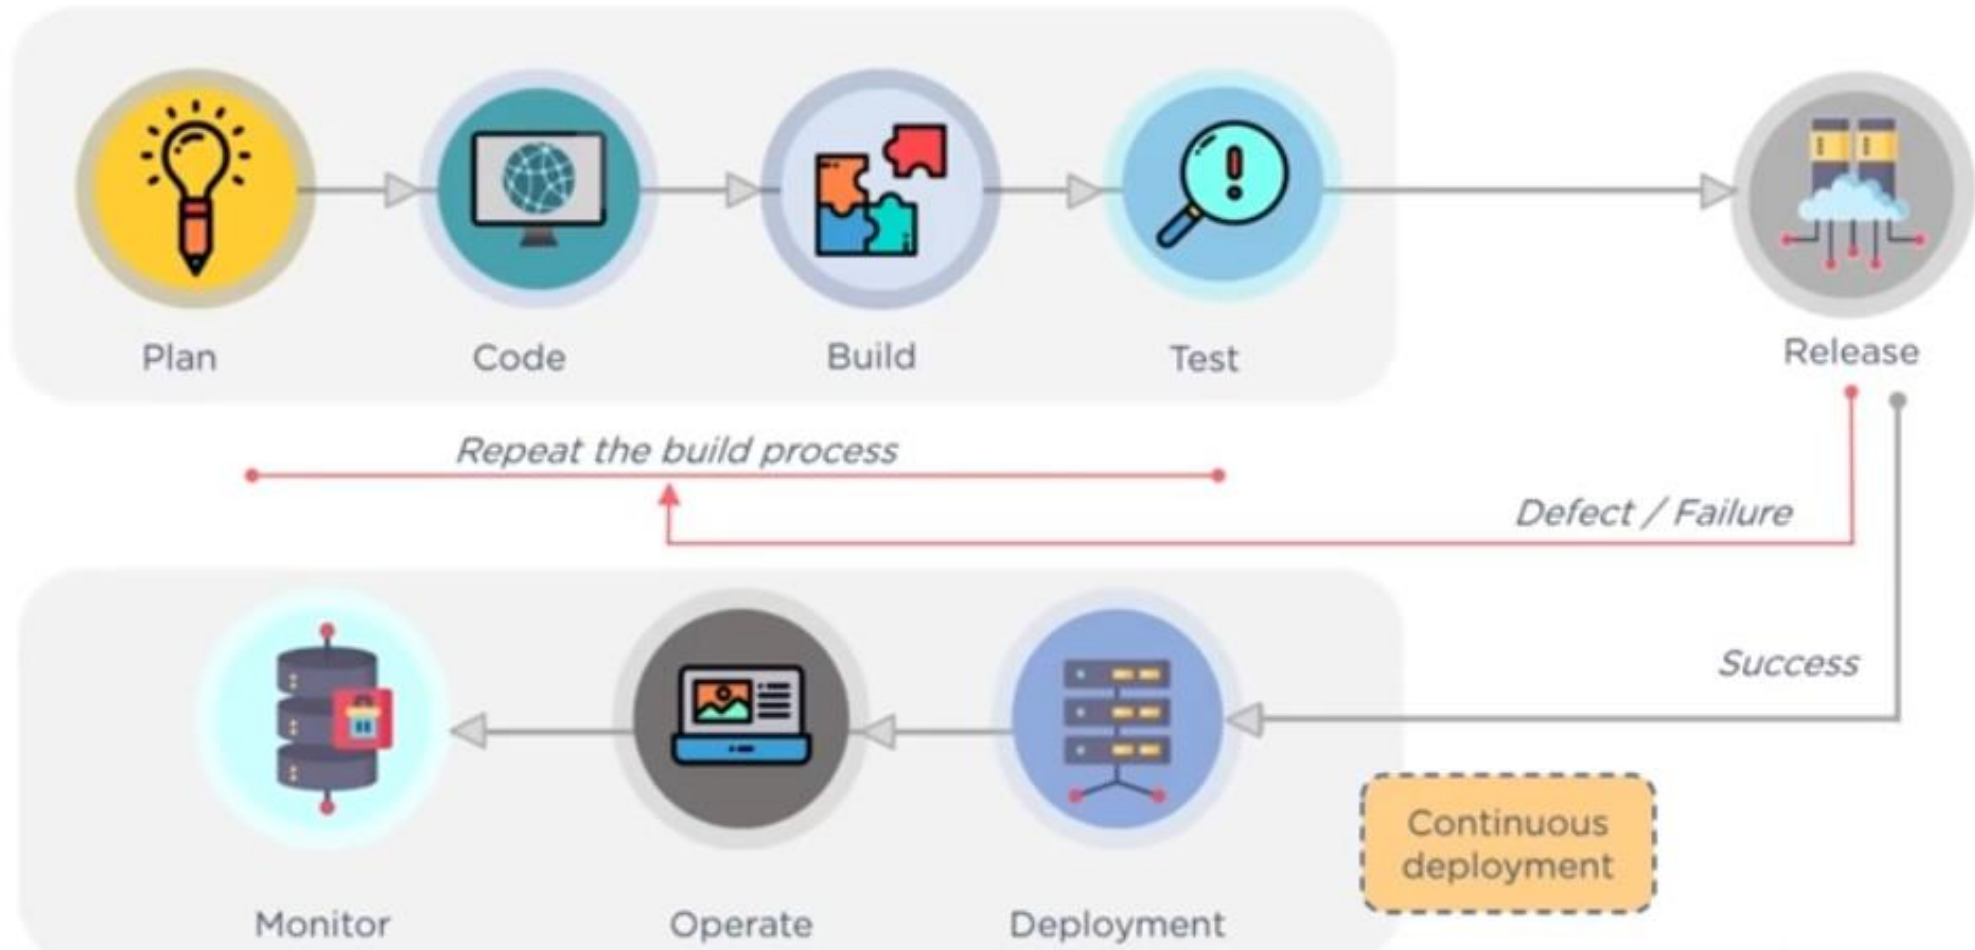 Plan
Code
Build
Test
Release
Repeat the build process
Defect / Failure
Success
Continuous
deployment
Monitor
Operate
Deployment